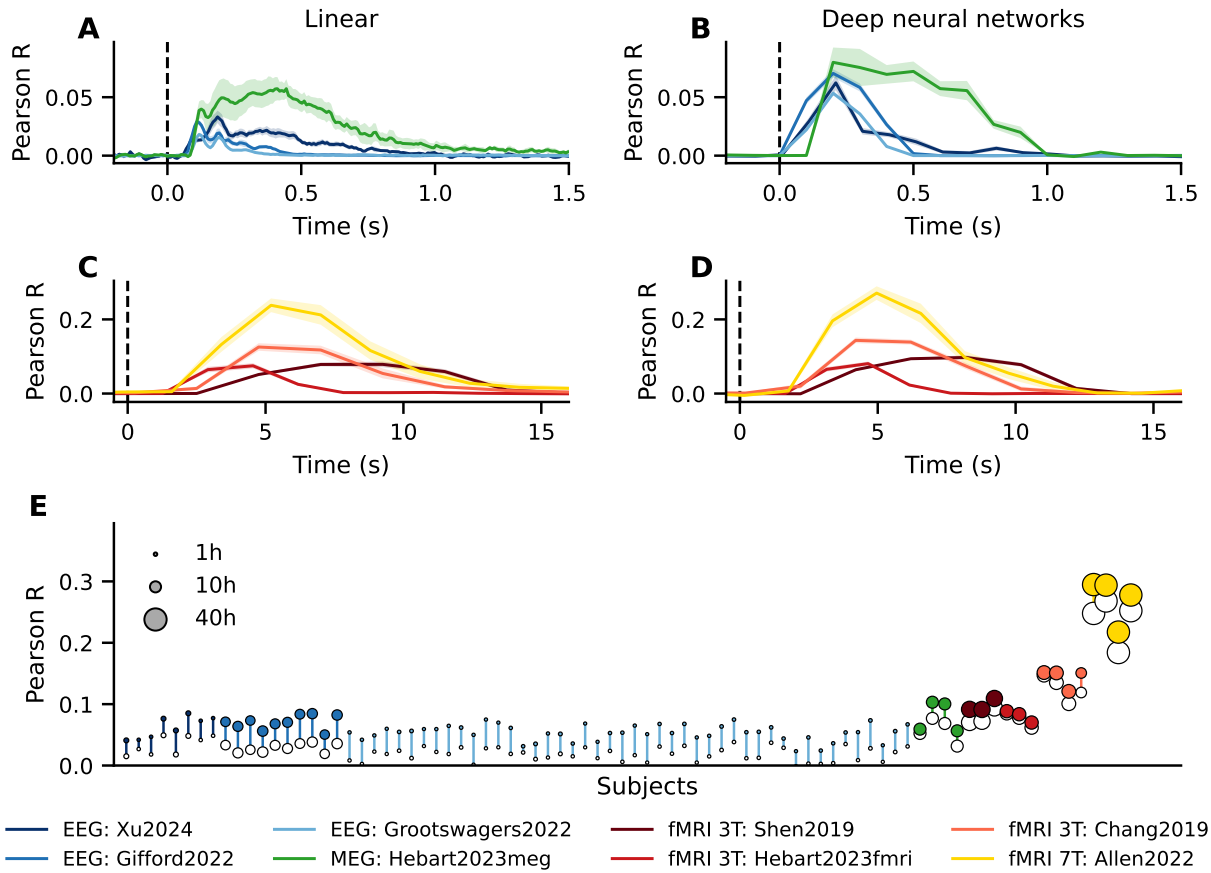 A
Linear
B
Deep neural networks
Pearson R
0.05
0.00
0.0
0.5
1.0
1.5
Time (s)
Pearson R
0.05
0.00
0.0
0.5
1.0
1.5
Time (s)
C
Pearson R
0.2
0.0
0
5
10
15
Time (s)
D
Pearson R
0.2
0.0
0
5
10
15
Time (s)
E
Pearson R
0.3
0.2
0.1
0.0
1h
10h
40h
Subjects
EEG: Xu2024
EEG: Gifford2022
EEG: Grootswagers2022
MEG: Hebart2023meg
fMRI 3T: Shen2019
fMRI 3T: Hebart2023fmri
fMRI 3T: Chang2019
fMRI 7T: Allen2022